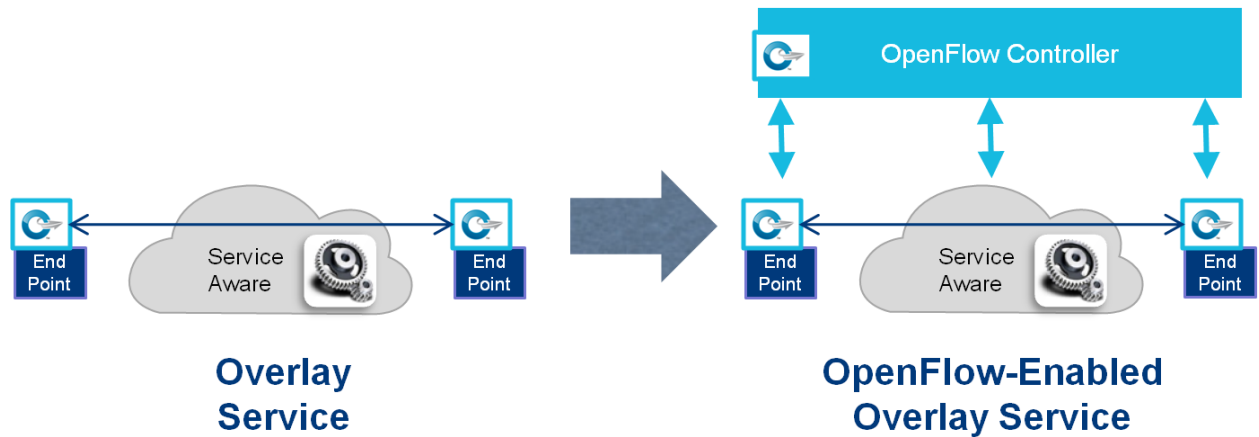 OpenFlow Controller
End
Point
Service
Aware
End
Point
End
Point
Service
Aware
End
Point
Overlay
Service
OpenFlow-Enabled
Overlay Service